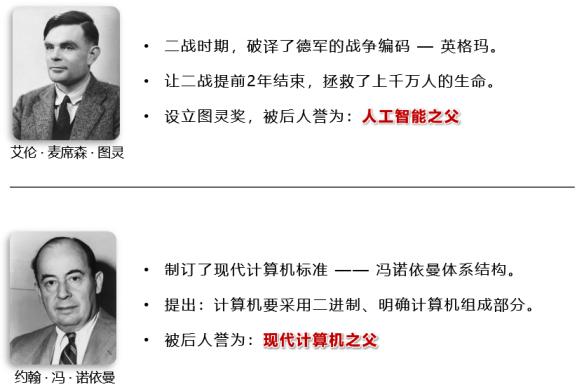 • 二战时期，破译了德军的战争编码 — 英格玛。
• 让二战提前2年结束，拯救了上千万人的生命。
• 设立图灵奖，被后人誉为：人工智能之父
艾伦 · 麦席森 · 图灵
• 制订了现代计算机标准 —— 冯诺依曼体系结构。
• 提出：计算机要采用二进制、明确计算机组成部分。
• 被后人誉为：现代计算机之父
约翰 · 冯 · 诺依曼